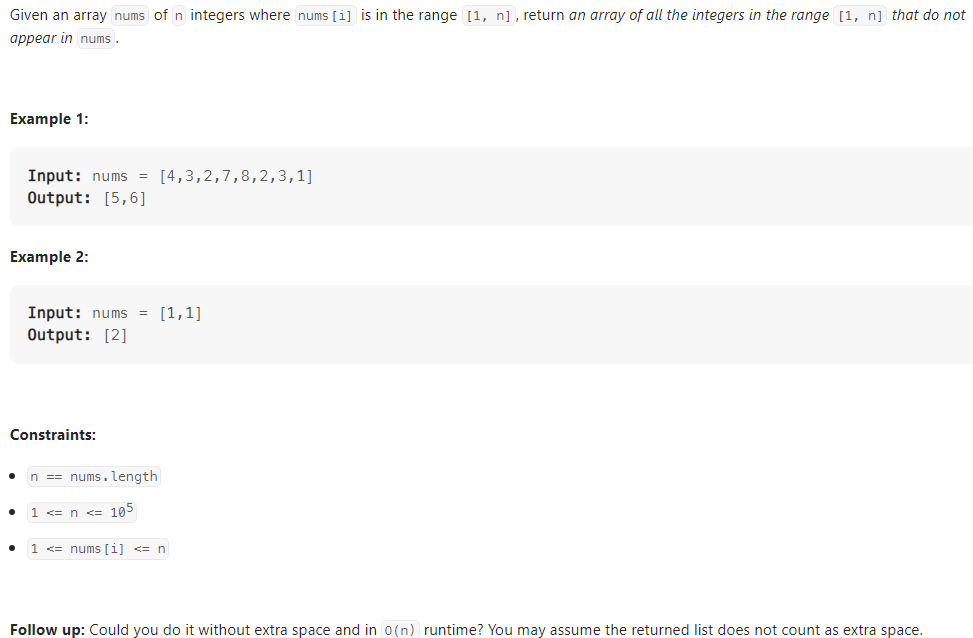 Given an array nums of n integers where nums[i] is in the range [1, n], return an array of all the integers in the range [1, n] that do not
appear in nums.
Example 1:
Input: nums = [4,3,2,7,8,2,3,1]
Output: [5,6]
Example 2:
Input: nums = [1,1]
Output: [2]
Constraints:
• n == nums.length
• 1 <= n <= 10⁵
• 1 <= nums[i] <= n
Follow up: Could you do it without extra space and in O(n) runtime? You may assume the returned list does not count as extra space.